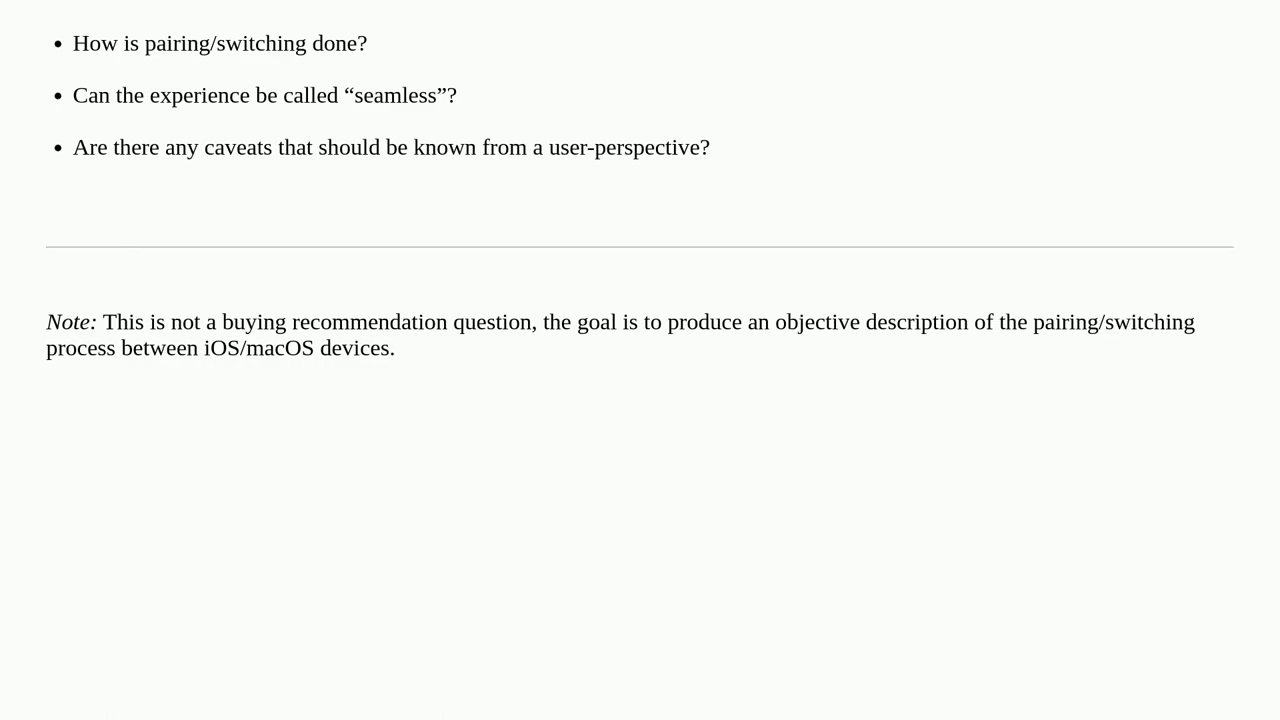 • How is pairing/switching done?
• Can the experience be called “seamless”?
• Are there any caveats that should be known from a user-perspective?
Note: This is not a buying recommendation question, the goal is to produce an objective description of the pairing/switching
process between iOS/macOS devices.